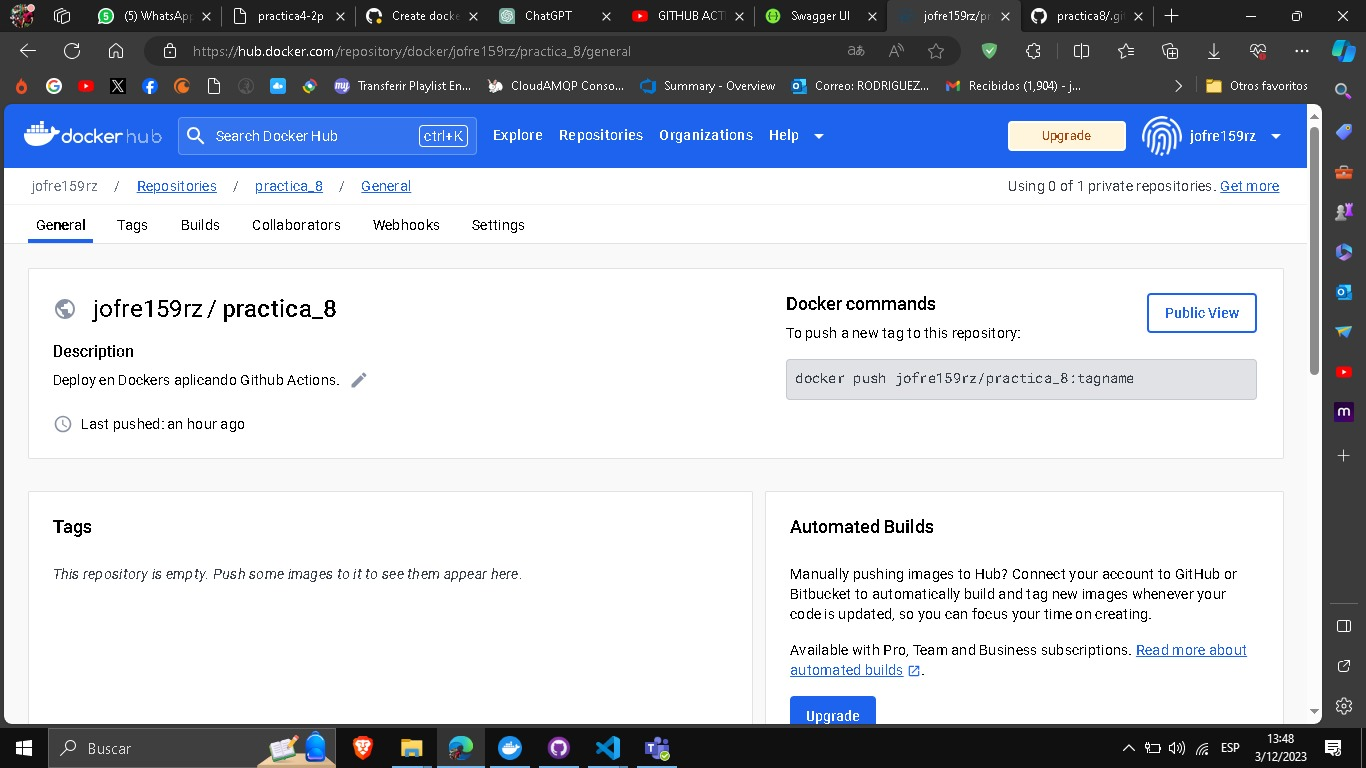 (5) WhatsApp
practica4-2p
Create docke
ChatGPT
GITHUB ACTI
Swagger UI
jofre159rz/pr
practica8/.git
https://hub.docker.com/repository/docker/jofre159rz/practica_8/general
Transferir Playlist En...
CloudAMQP Conso...
Summary - Overview
Correo: RODRIGUEZ...
Recibidos (1,904) - j...
Otros favoritos
docker hub
Search Docker Hub
ctrl+K
Explore
Repositories
Organizations
Help
Upgrade
jofre159rz
jofre159rz / Repositories / practica_8 / General
Using 0 of 1 private repositories. Get more
General
Tags
Builds
Collaborators
Webhooks
Settings
jofre159rz / practica_8
Description
Deploy en Dockers aplicando Github Actions.
Last pushed: an hour ago
Docker commands
Public View
To push a new tag to this repository:
docker push jofre159rz/practica_8:tagname
Tags
This repository is empty. Push some images to it to see them appear here.
Automated Builds
Manually pushing images to Hub? Connect your account to GitHub or
Bitbucket to automatically build and tag new images whenever your
code is updated, so you can focus your time on creating.
Available with Pro, Team and Business subscriptions. Read more about
automated builds.
Upgrade
Buscar
ESP
13:48
3/12/2023